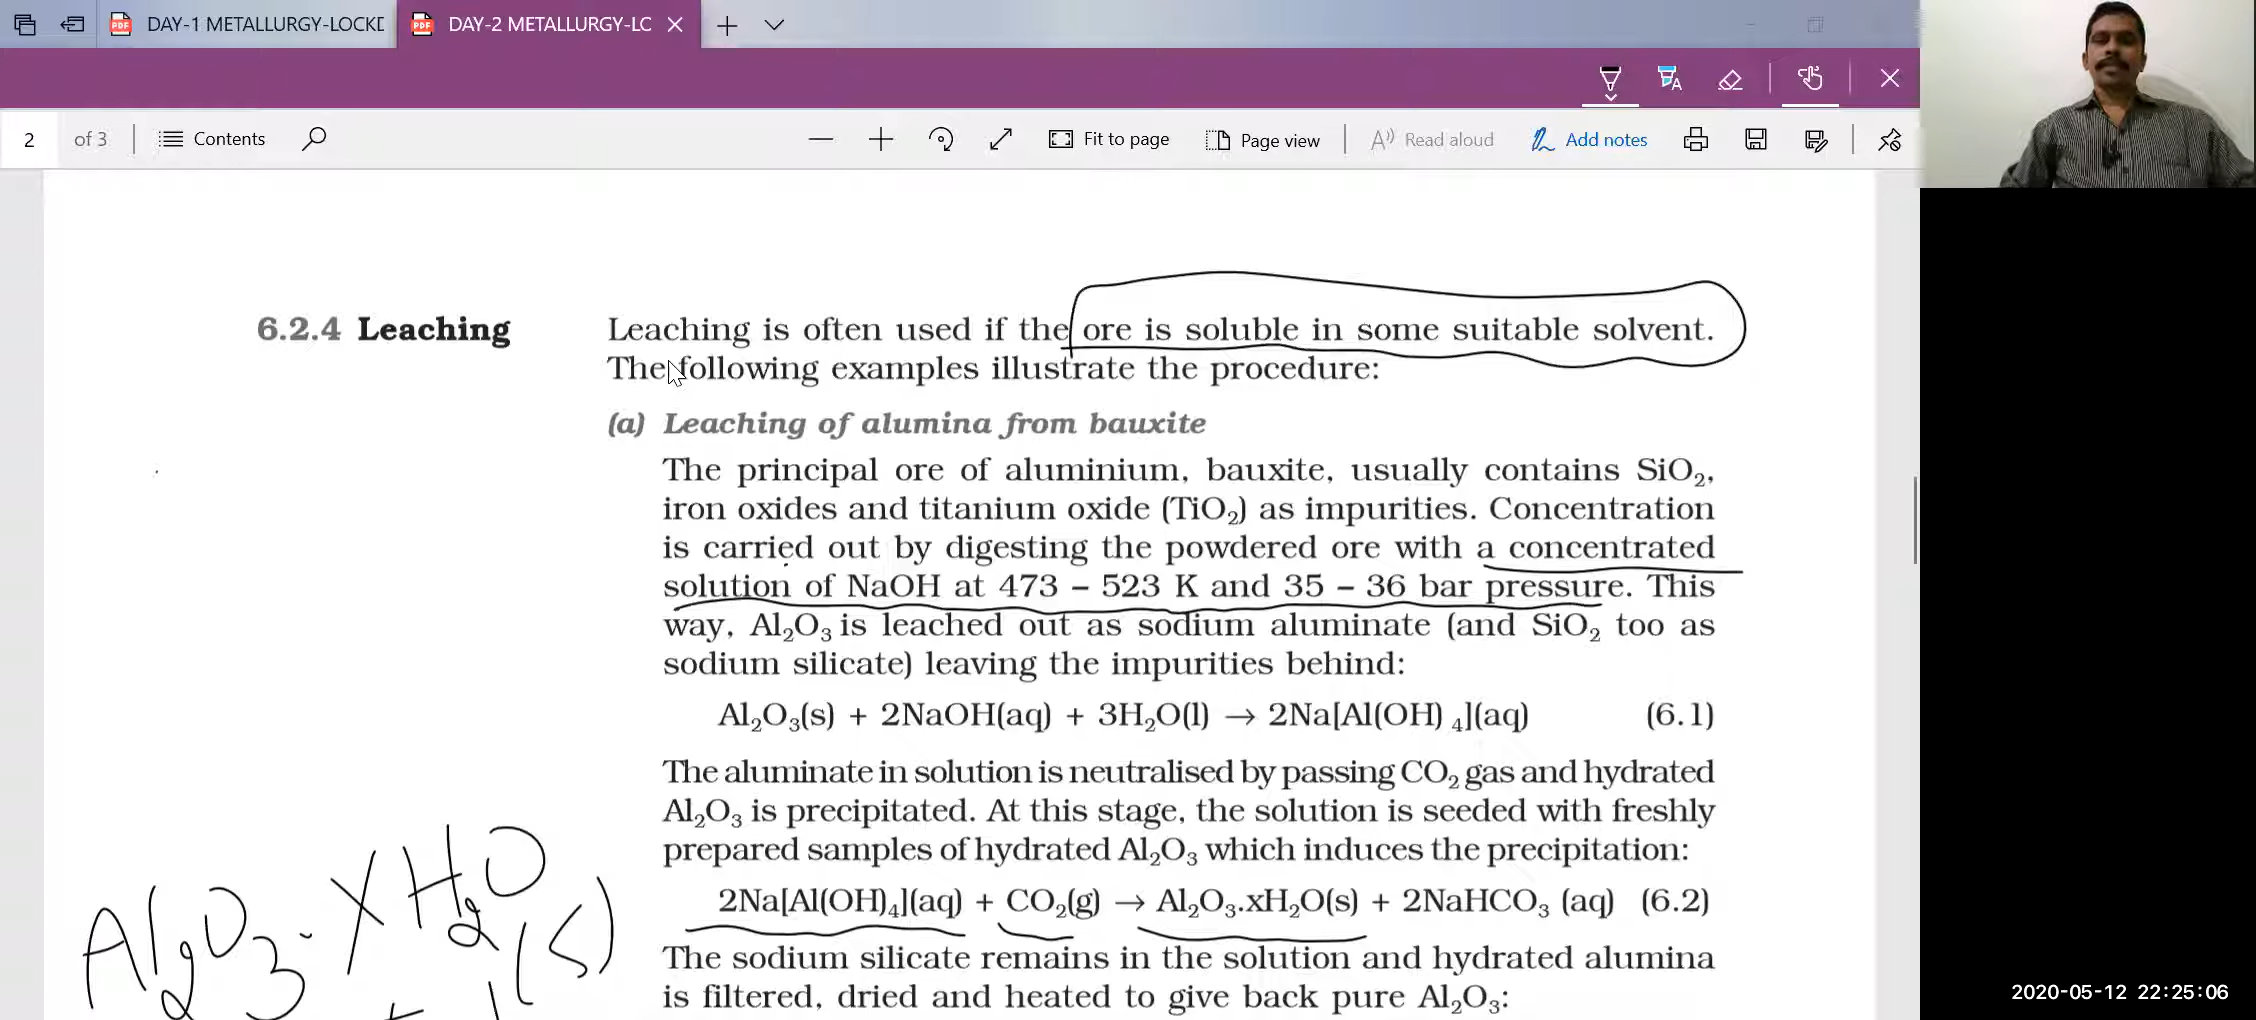 DAY-1 METALLURGY-LOCKD
DAY-2 METALLURGY-LC
2 of 3 Contents Fit to page Page view Read aloud Add notes
6.2.4 Leaching
Leaching is often used if the ore is soluble in some suitable solvent.
The following examples illustrate the procedure:
(a) Leaching of alumina from bauxite
The principal ore of aluminium, bauxite, usually contains SiO₂,
iron oxides and titanium oxide (TiO₂) as impurities. Concentration
is carried out by digesting the powdered ore with a concentrated
solution of NaOH at 473 – 523 K and 35 – 36 bar pressure. This
way, Al₂O₃ is leached out as sodium aluminate (and SiO₂ too as
sodium silicate) leaving the impurities behind:
Al₂O₃(s) + 2NaOH(aq) + 3H₂O(l) → 2Na[Al(OH)₄](aq) (6.1)
The aluminate in solution is neutralised by passing CO₂ gas and hydrated
Al₂O₃ is precipitated. At this stage, the solution is seeded with freshly
prepared samples of hydrated Al₂O₃ which induces the precipitation:
2Na[Al(OH)₄](aq) + CO₂(g) → Al₂O₃.xH₂O(s) + 2NaHCO₃ (aq) (6.2)
The sodium silicate remains in the solution and hydrated alumina
is filtered, dried and heated to give back pure Al₂O₃:
Al₂O₃.XH₂O (s)
2020-05-12 22:25:06